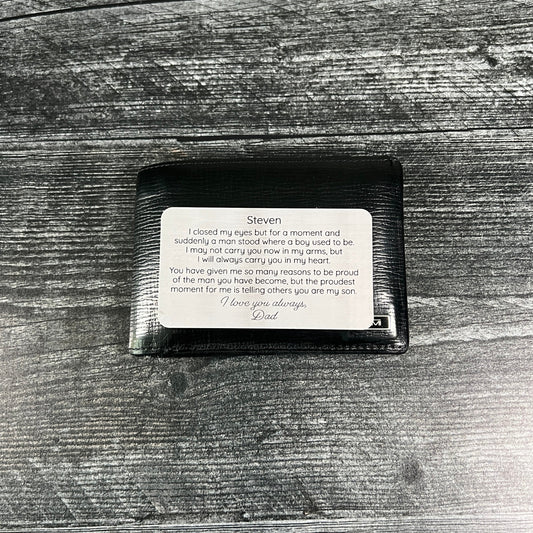 Steven
I closed my eyes but for a moment and
suddenly a man stood where a boy used to be.
I may not carry you now in my arms, but
I will always carry you in my heart.
You have given me so many reasons to be proud
of the man you have become, but the proudest
moment for me is telling others you are my son.
I love you always,
Dad
M